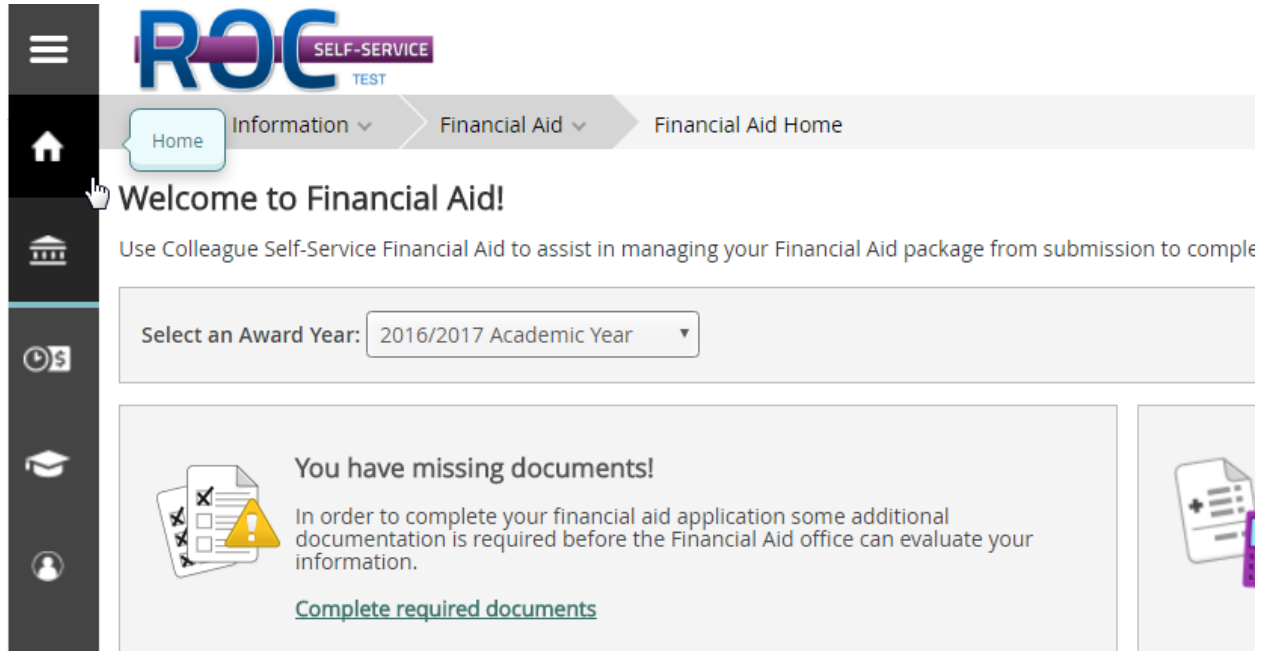 ROC SELF-SERVICE
TEST
Home
Information
Financial Aid
Financial Aid Home
Welcome to Financial Aid!
Use Colleague Self-Service Financial Aid to assist in managing your Financial Aid package from submission to comple
Select an Award Year: 2016/2017 Academic Year
You have missing documents!
In order to complete your financial aid application some additional
documentation is required before the Financial Aid office can evaluate your
information.
Complete required documents